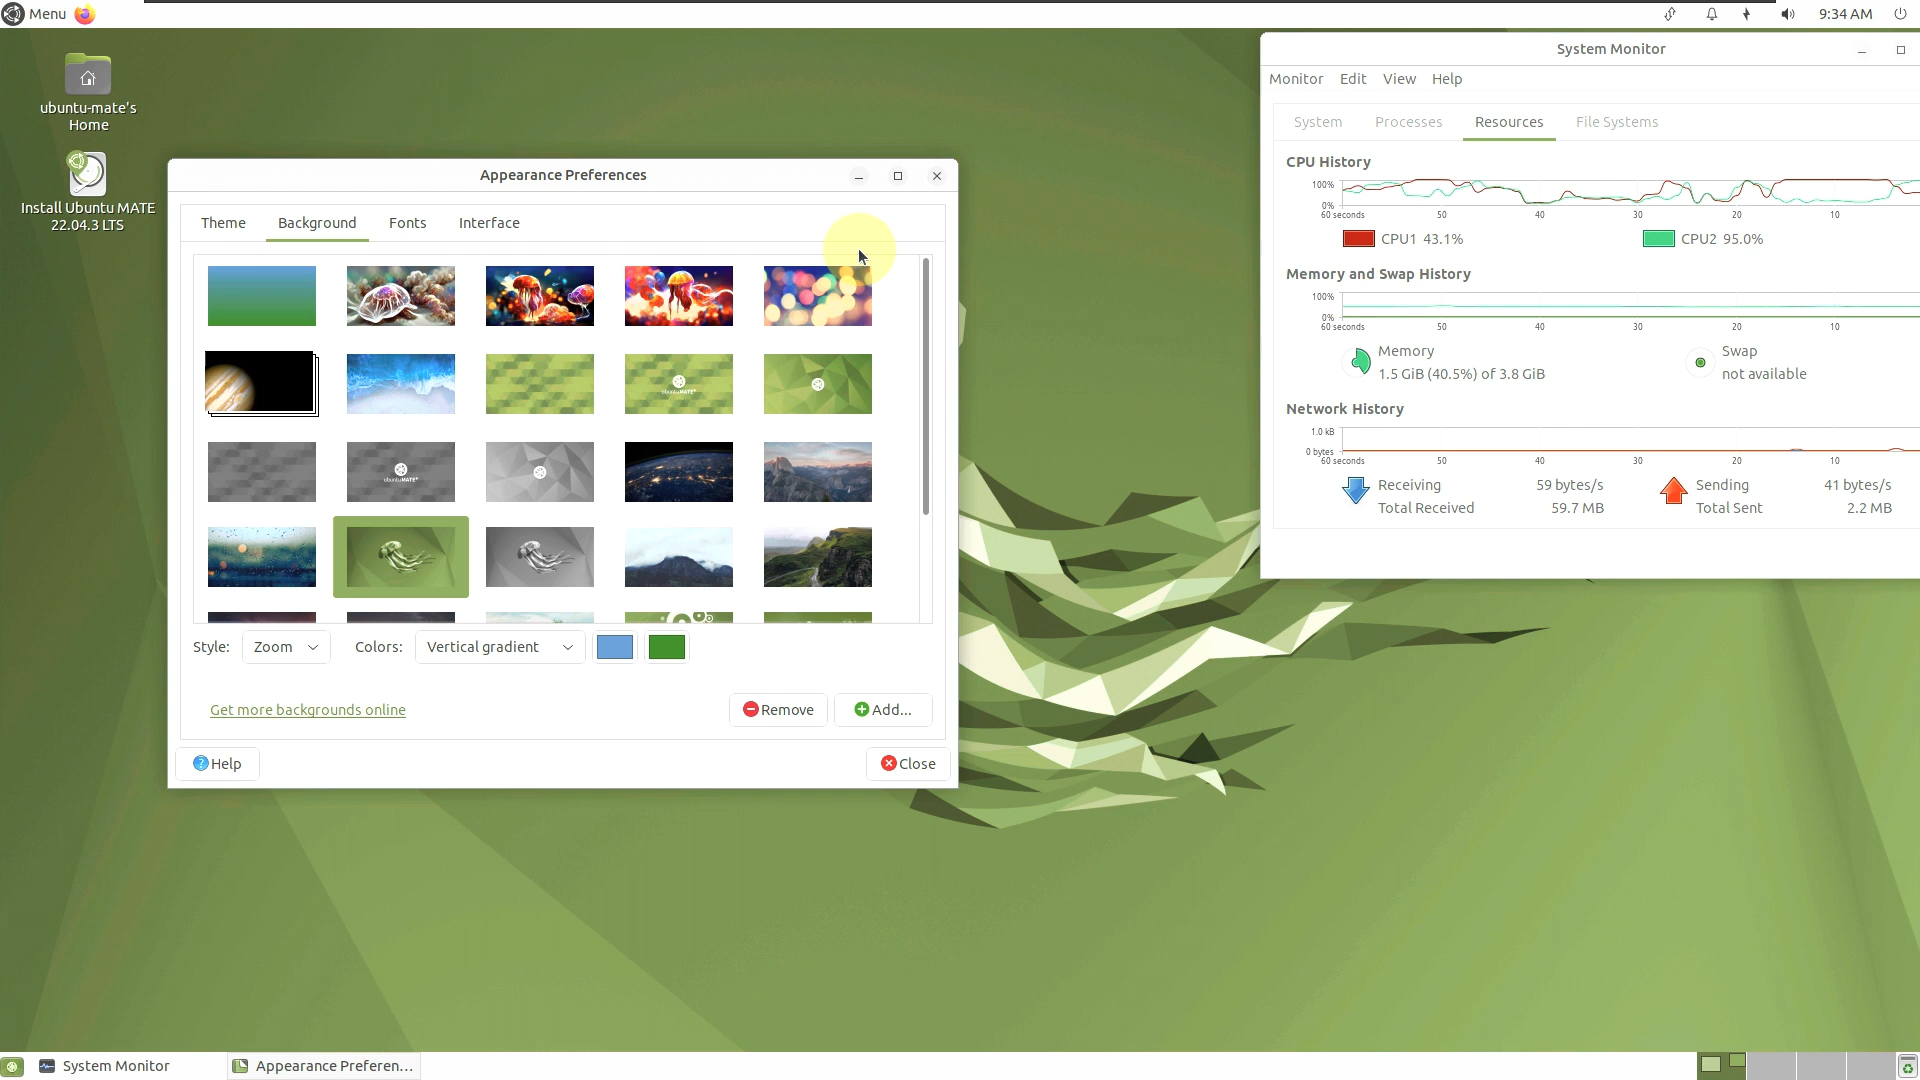 Menu
9:34 AM
ubuntu-mate's
Home
Install Ubuntu MATE
22.04.3 LTS
Appearance Preferences
Theme Background Fonts Interface
ubuntuMATE
ubuntuMATE
Style: Zoom Colors: Vertical gradient
Get more backgrounds online
Remove Add...
Help Close
System Monitor
Monitor Edit View Help
System Processes Resources File Systems
CPU History
100%
0%
60 seconds 50 40 30 20 10
CPU1 43.1% CPU2 95.0%
Memory and Swap History
100%
0%
60 seconds 50 40 30 20 10
Memory
1.5 GiB (40.5%) of 3.8 GiB
Swap
not available
Network History
1.0 kB
0 bytes
60 seconds 50 40 30 20 10
Receiving 59 bytes/s
Total Received 59.7 MB
Sending 41 bytes/s
Total Sent 2.2 MB
System Monitor
Appearance Preferen...